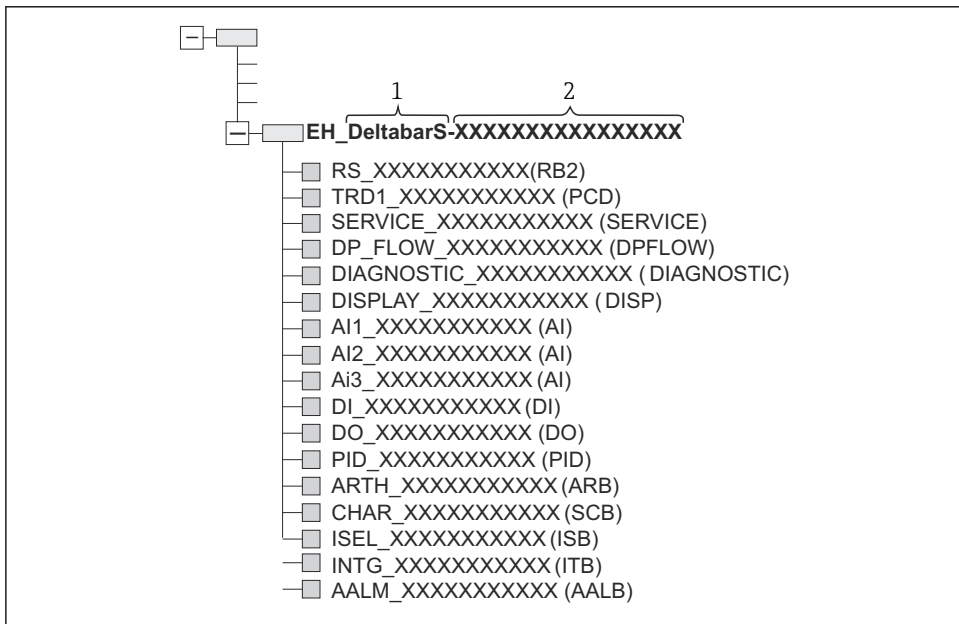 1 2
EH_DeltabarS-XXXXXXXXXXXXXXXX
RS_XXXXXXXXXXX(RB2)
TRD1_XXXXXXXXXXX (PCD)
SERVICE_XXXXXXXXXXX (SERVICE)
DP_FLOW_XXXXXXXXXXX (DPFLOW)
DIAGNOSTIC_XXXXXXXXXXX ( DIAGNOSTIC)
DISPLAY_XXXXXXXXXXX ( DISP)
AI1_XXXXXXXXXXX (AI)
AI2_XXXXXXXXXXX (AI)
Ai3_XXXXXXXXXXX (AI)
DI_XXXXXXXXXXX (DI)
DO_XXXXXXXXXXX (DO)
PID_XXXXXXXXXXX (PID)
ARTH_XXXXXXXXXXX (ARB)
CHAR_XXXXXXXXXXX (SCB)
ISEL_XXXXXXXXXXX (ISB)
INTG_XXXXXXXXXXX (ITB)
AALM_XXXXXXXXXXX (AALB)